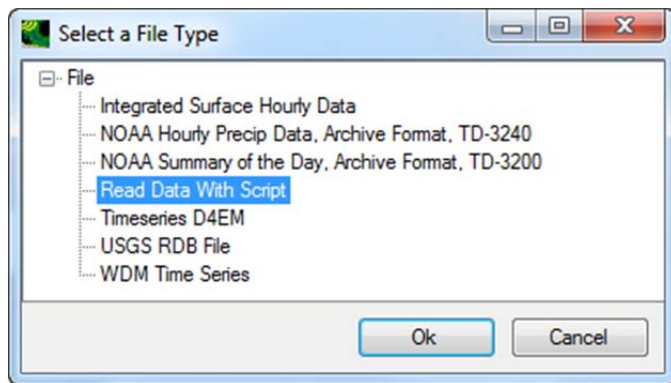 Select a File Type
File
Integrated Surface Hourly Data
NOAA Hourly Precip Data, Archive Format, TD-3240
NOAA Summary of the Day, Archive Format, TD-3200
Read Data With Script
Timeseries D4EM
USGS RDB File
WDM Time Series
Ok Cancel